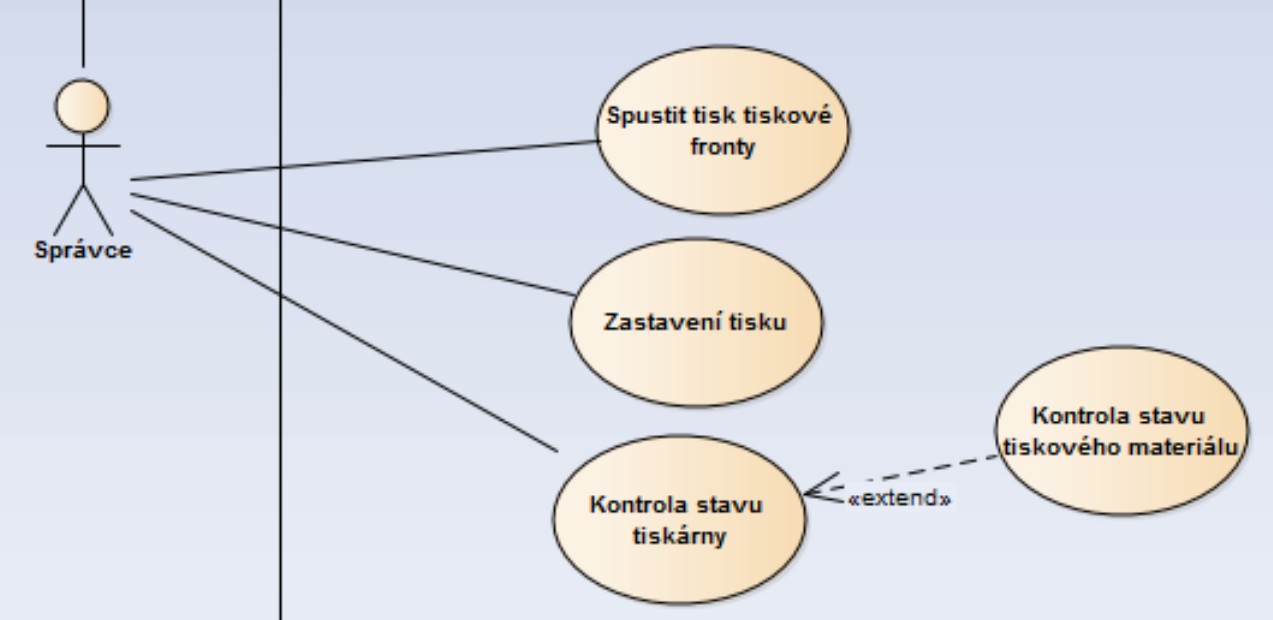 Spustit tisk tiskové
fronty
Správce
Zastavení tisku
Kontrola stavu
tiskového materiálu
«extend»
Kontrola stavu
tiskárny